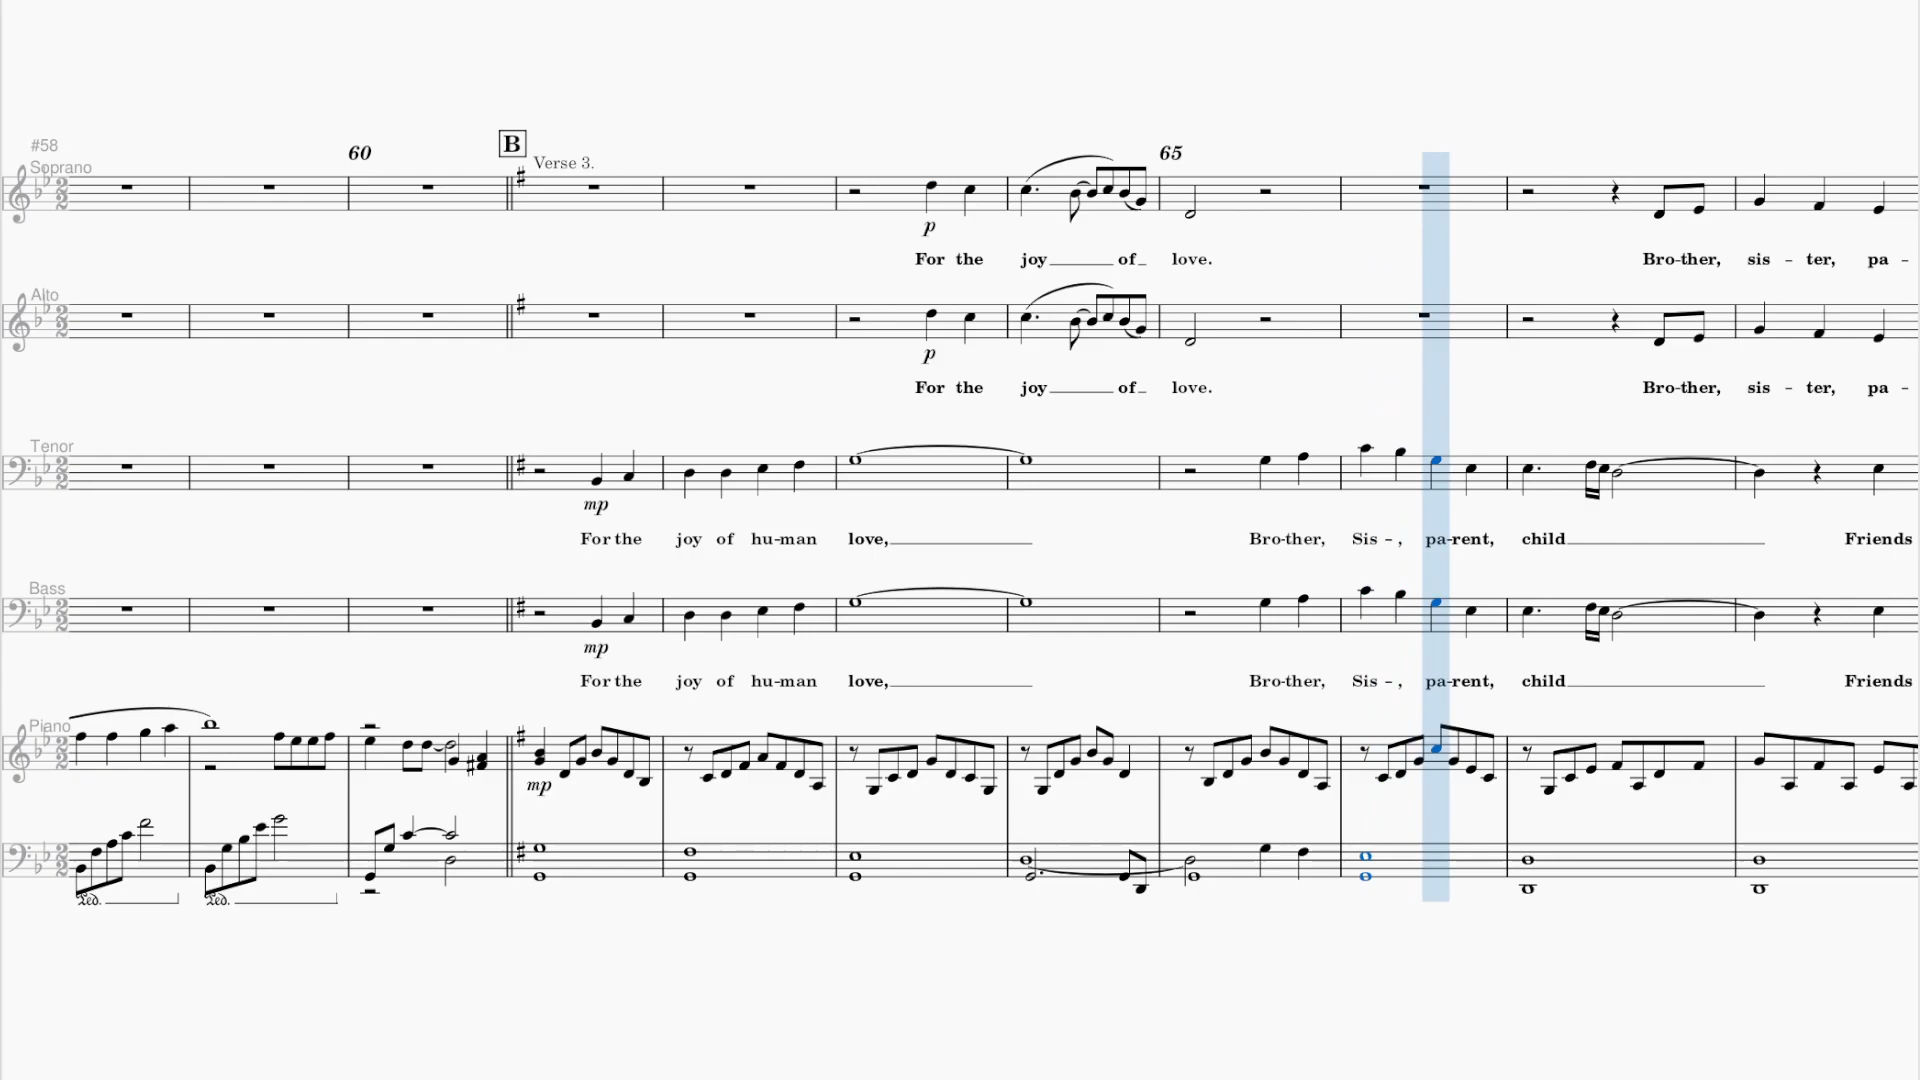 #58
60
B
Verse 3.
65
Soprano
p
For the joy of love. Bro-ther, sis - ter, pa -
Alto
p
For the joy of love. Bro-ther, sis - ter, pa -
Tenor
mp
For the joy of hu-man love, Bro-ther, Sis - , pa-rent, child Friends
Bass
mp
For the joy of hu-man love, Bro-ther, Sis - , pa-rent, child Friends
Piano
mp
Ped. Ped.